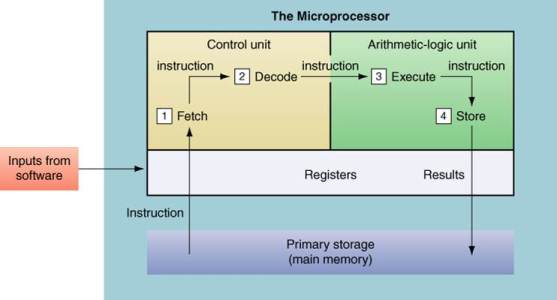 The Microprocessor
Control unit
Arithmetic-logic unit
instruction
2 Decode
instruction
3 Execute
instruction
1 Fetch
4 Store
Inputs from
software
Registers
Results
Instruction
Primary storage
(main memory)